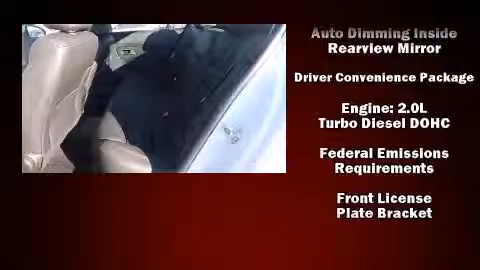 Auto Dimming Inside
Rearview Mirror
Driver Convenience Package
Engine: 2.0L
Turbo Diesel DOHC
Federal Emissions
Requirements
Front License
Plate Bracket